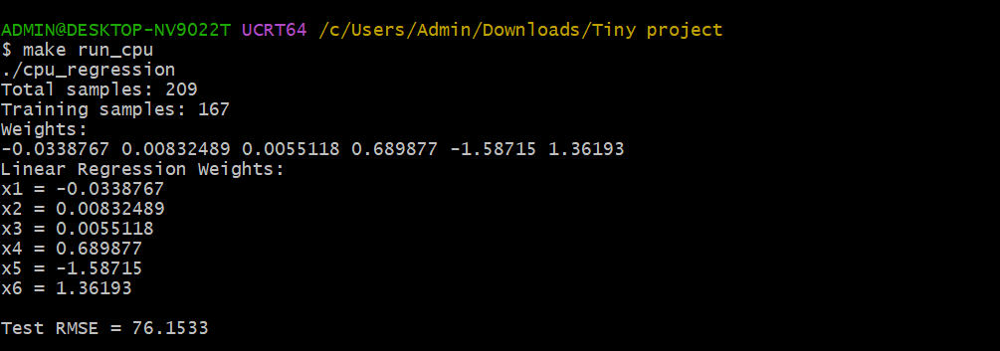 ADMIN@DESKTOP-NV9022T UCRT64 /c/Users/Admin/Downloads/Tiny project
$ make run_cpu
./cpu_regression
Total samples: 209
Training samples: 167
Weights:
-0.0338767 0.00832489 0.0055118 0.689877 -1.58715 1.36193
Linear Regression Weights:
x1 = -0.0338767
x2 = 0.00832489
x3 = 0.0055118
x4 = 0.689877
x5 = -1.58715
x6 = 1.36193
Test RMSE = 76.1533